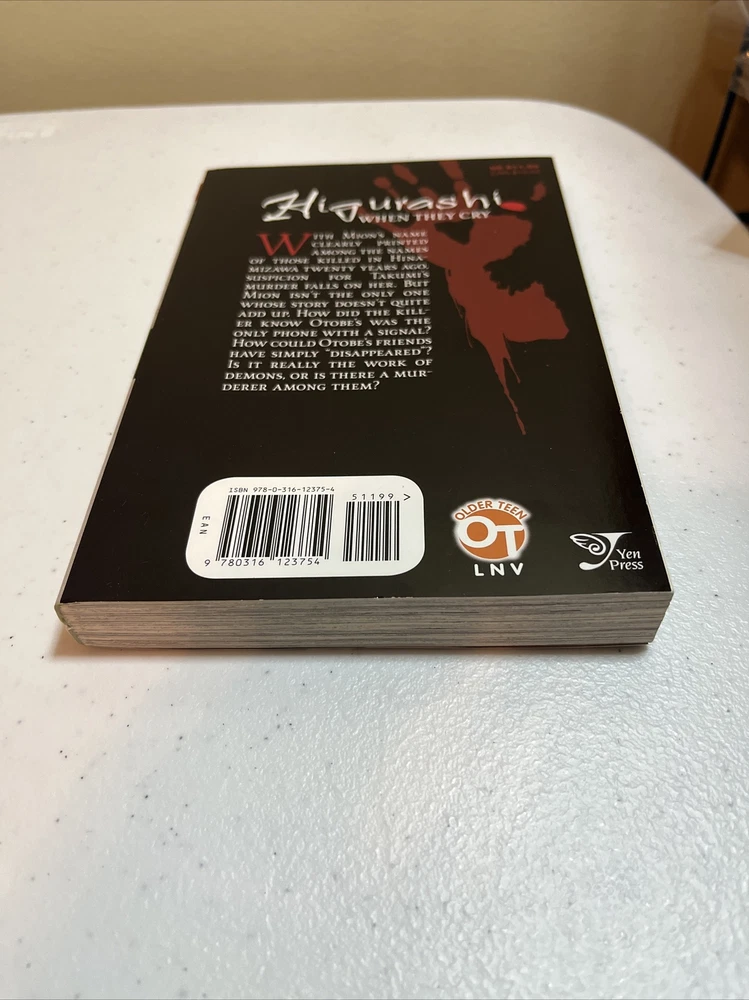 Higurashi
WHEN THEY CRY
WITH MION'S NAME
CLEARLY PRINTED
AMONG THE NAMES
OF THOSE KILLED IN HINA-
MIZAWA TWENTY YEARS AGO,
SUSPICION FOR TAKUMI'S
MURDER FALLS ON HER. BUT
MION ISN'T THE ONLY ONE
WHOSE STORY DOESN'T QUITE
ADD UP. HOW DID THE KILL-
ER KNOW OTOBE'S WAS THE
ONLY PHONE WITH A SIGNAL?
HOW COULD OTOBE'S FRIENDS
HAVE SIMPLY "DISAPPEARED"?
IS IT REALLY THE WORK OF
DEMONS, OR IS THERE A MUR-
DERER AMONG THEM?
ISBN 978-0-316-12375-4
51199 >
EAN
9 780316 123754
OLDER TEEN
OT
LNV
Yen
Press